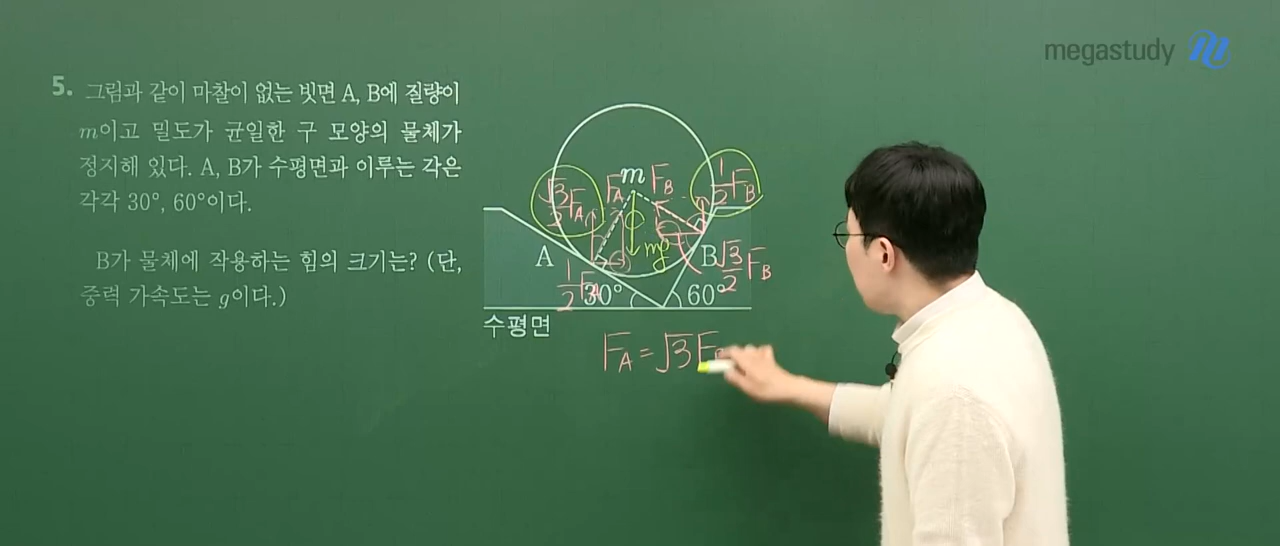 megastudy
5. 그림과 같이 마찰이 없는 빗면 A, B에 질량이
m이고 밀도가 균일한 구 모양의 물체가
정지해 있다. A, B가 수평면과 이루는 각은
각각 30°, 60°이다.
B가 물체에 작용하는 힘의 크기는? (단,
중력 가속도는 g이다.)
m
F_A
F_B
√3/2 F_A
1/2 F_B
mg
A
B
√3/2 F_B
1/2 F_A
30°
60°
수평면
F_A = √3 F_B